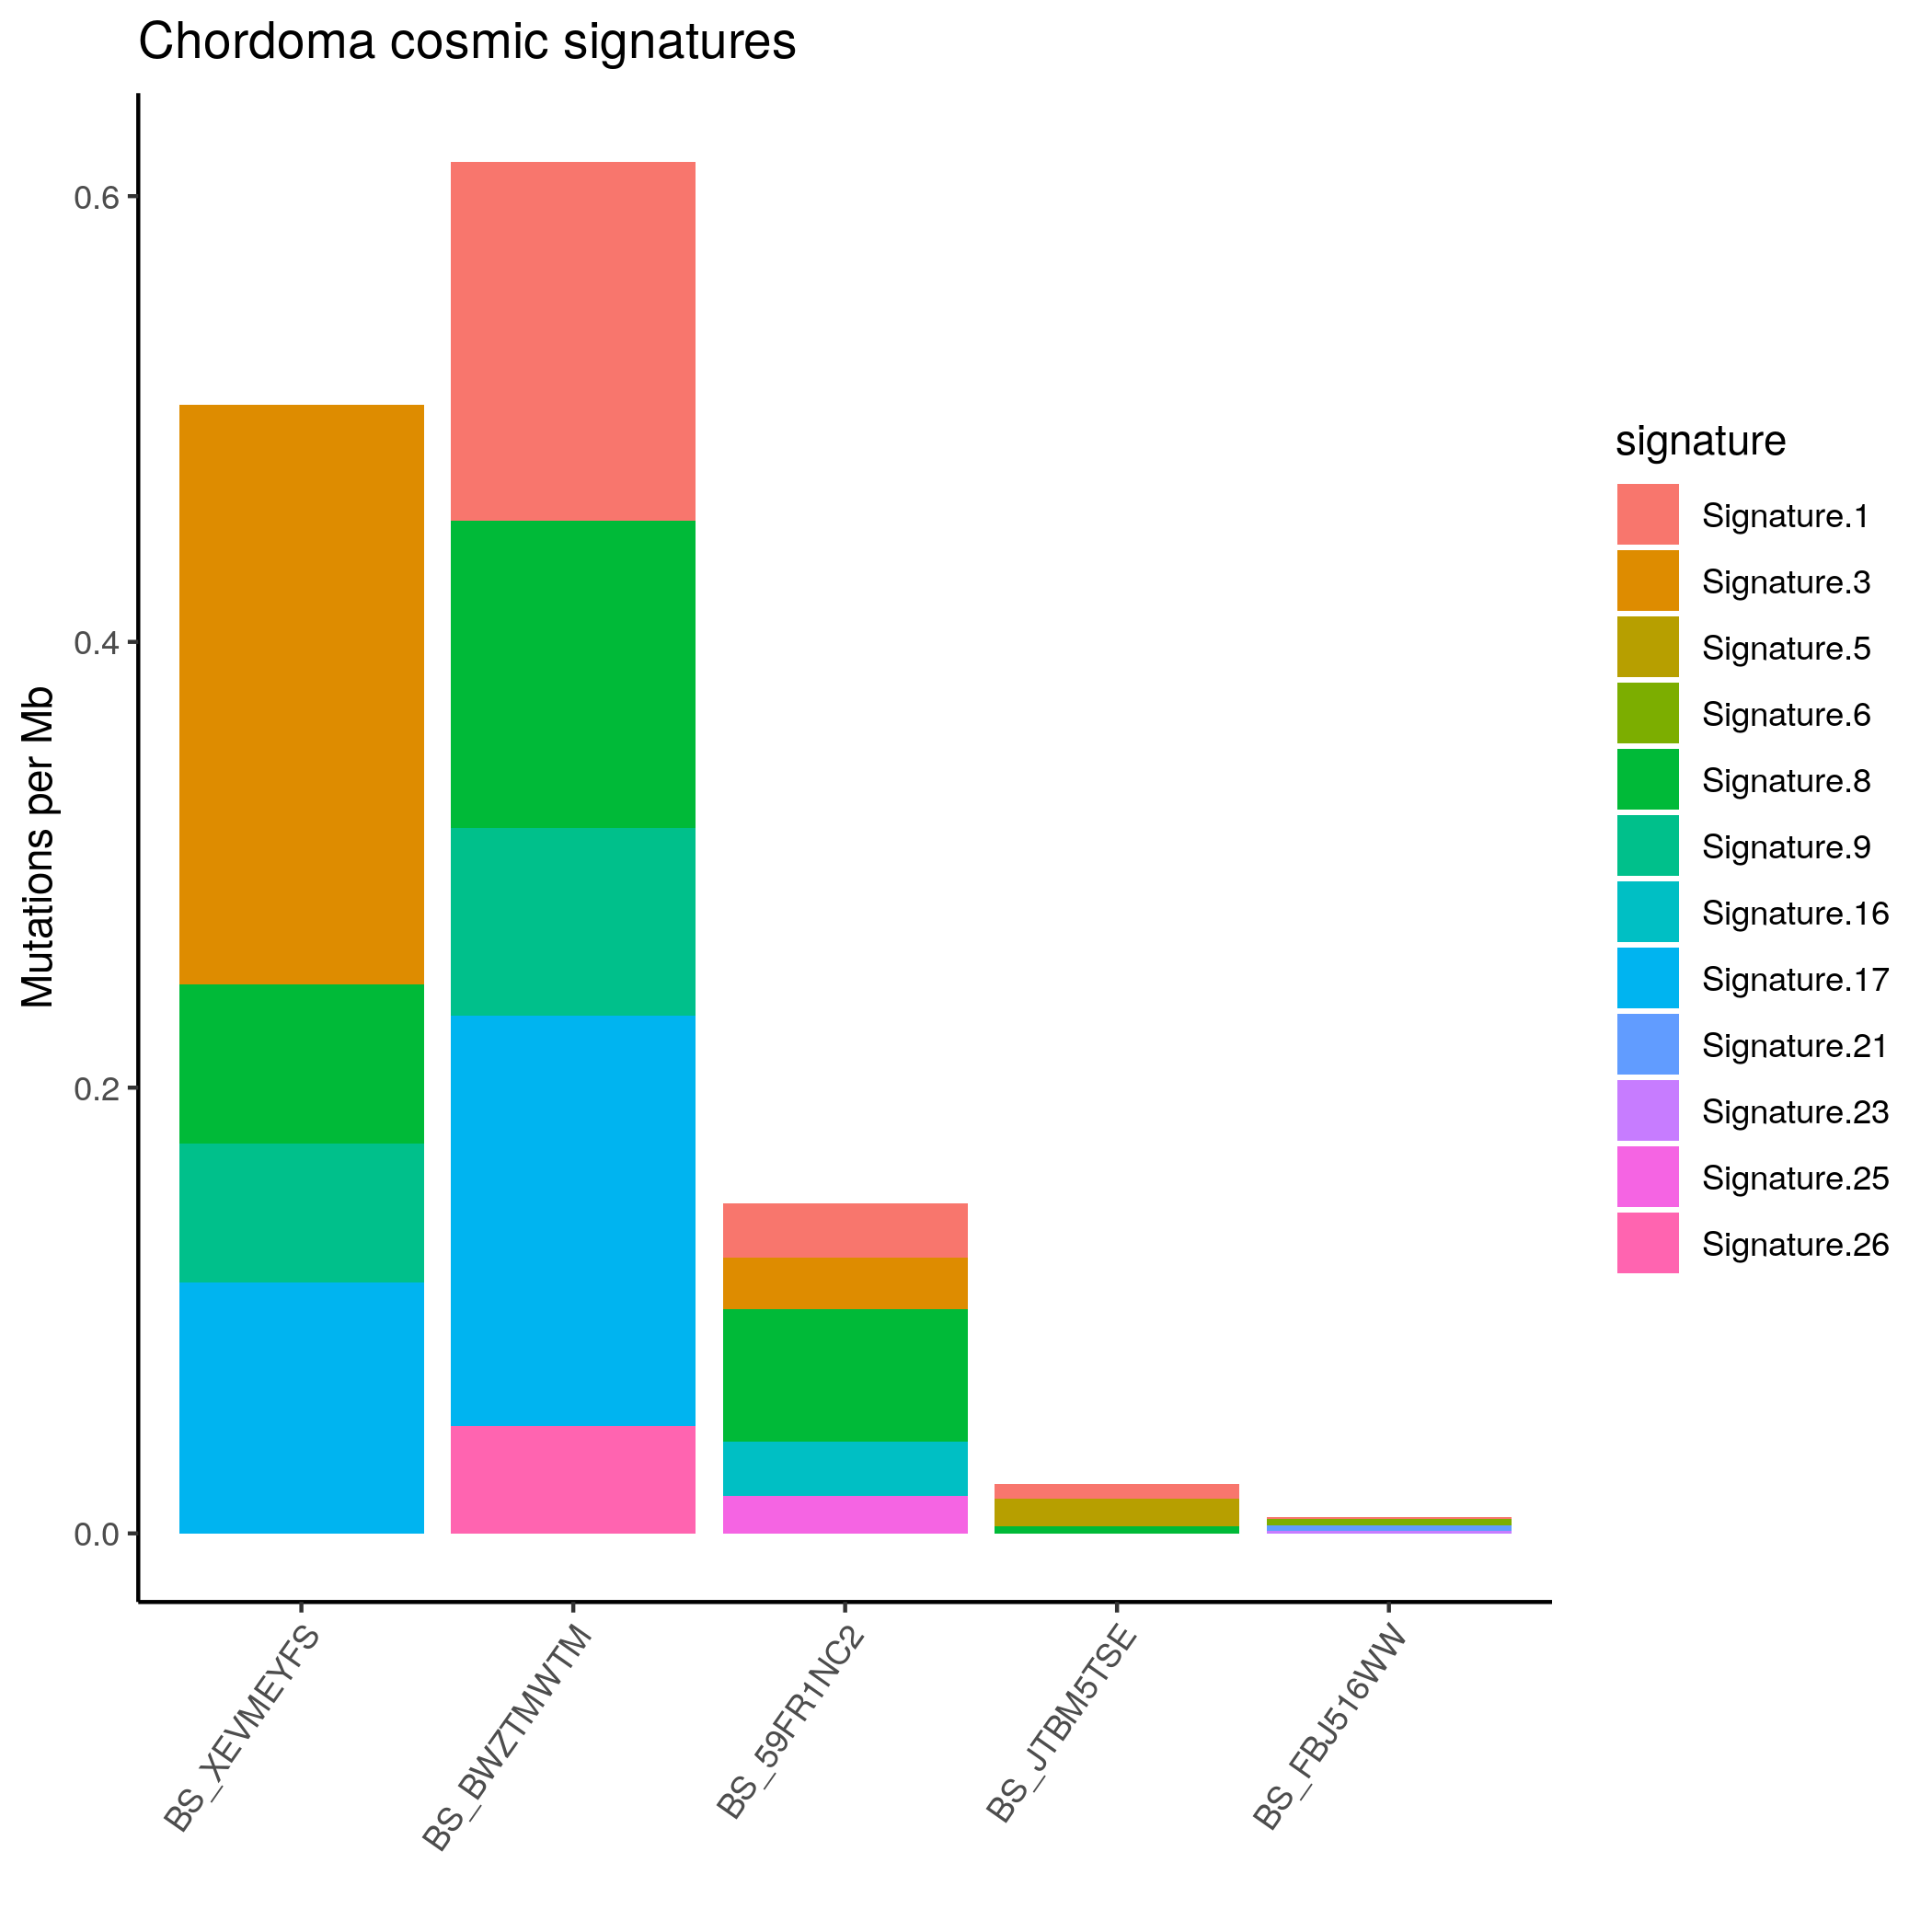 Chordoma cosmic signatures
Mutations per Mb
0.6
0.4
0.2
0.0
BS_XEVMEYFS
BS_BWZTMWTM
BS_59FR1NC2
BS_JTBM5TSE
BS_FBJ516WW
signature
Signature.1
Signature.3
Signature.5
Signature.6
Signature.8
Signature.9
Signature.16
Signature.17
Signature.21
Signature.23
Signature.25
Signature.26